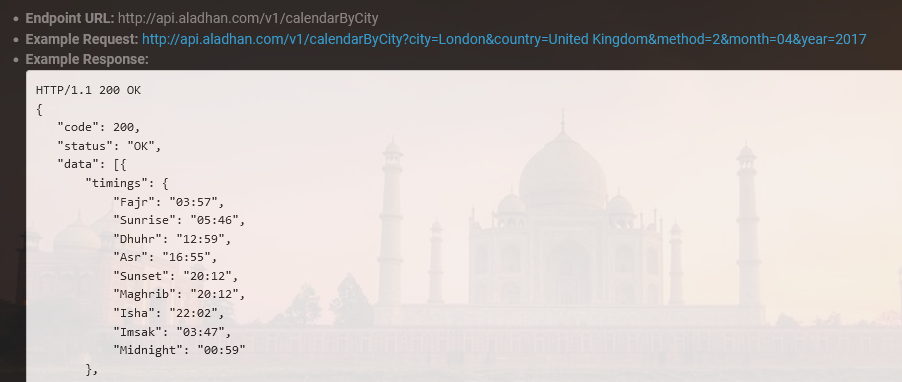 Endpoint URL: http://api.aladhan.com/v1/calendarByCity
Example Request: http://api.aladhan.com/v1/calendarByCity?city=London&country=United Kingdom&method=2&month=04&year=2017
Example Response:
HTTP/1.1 200 OK
{
"code": 200,
"status": "OK",
"data": [{
"timings": {
"Fajr": "03:57",
"Sunrise": "05:46",
"Dhuhr": "12:59",
"Asr": "16:55",
"Sunset": "20:12",
"Maghrib": "20:12",
"Isha": "22:02",
"Imsak": "03:47",
"Midnight": "00:59"
},